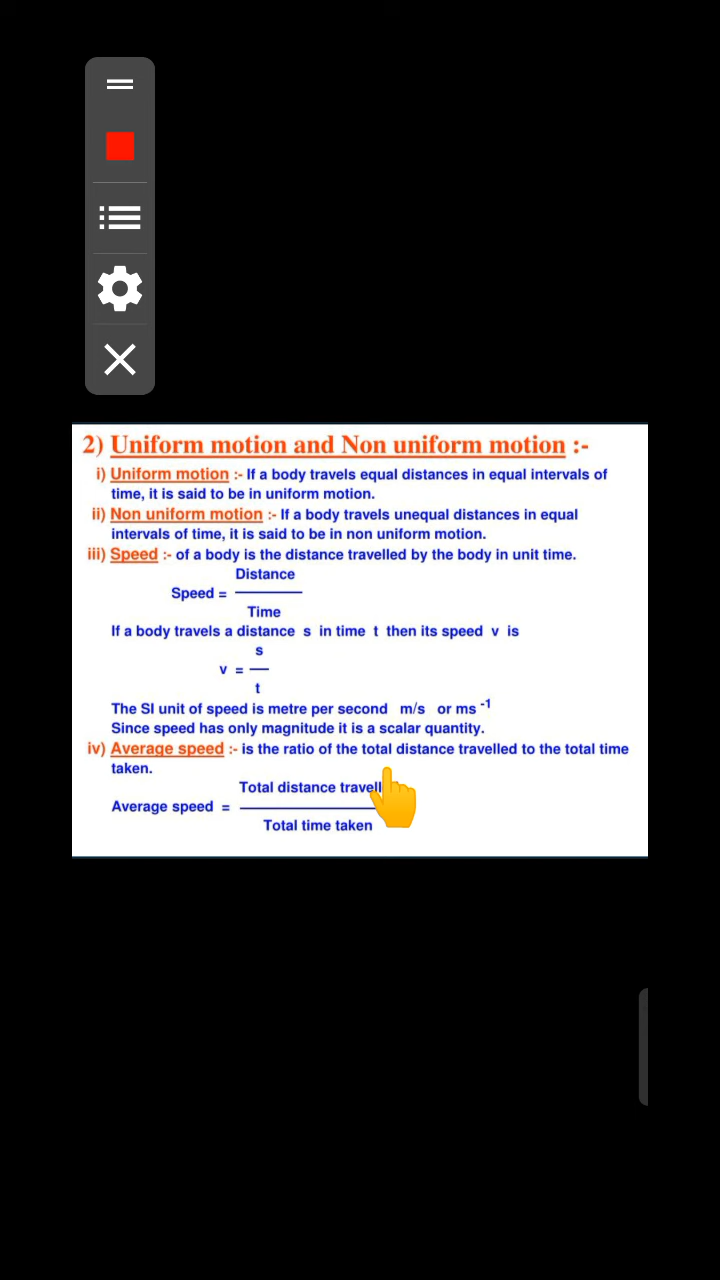 2) Uniform motion and Non uniform motion :-
i) Uniform motion :- If a body travels equal distances in equal intervals of
time, it is said to be in uniform motion.
ii) Non uniform motion :- If a body travels unequal distances in equal
intervals of time, it is said to be in non uniform motion.
iii) Speed :- of a body is the distance travelled by the body in unit time.
Distance
Speed =
Time
If a body travels a distance s in time t then its speed v is
s
v =
t
The SI unit of speed is metre per second m/s or ms -1
Since speed has only magnitude it is a scalar quantity.
iv) Average speed :- is the ratio of the total distance travelled to the total time
taken.
Total distance travell
Average speed =
Total time taken